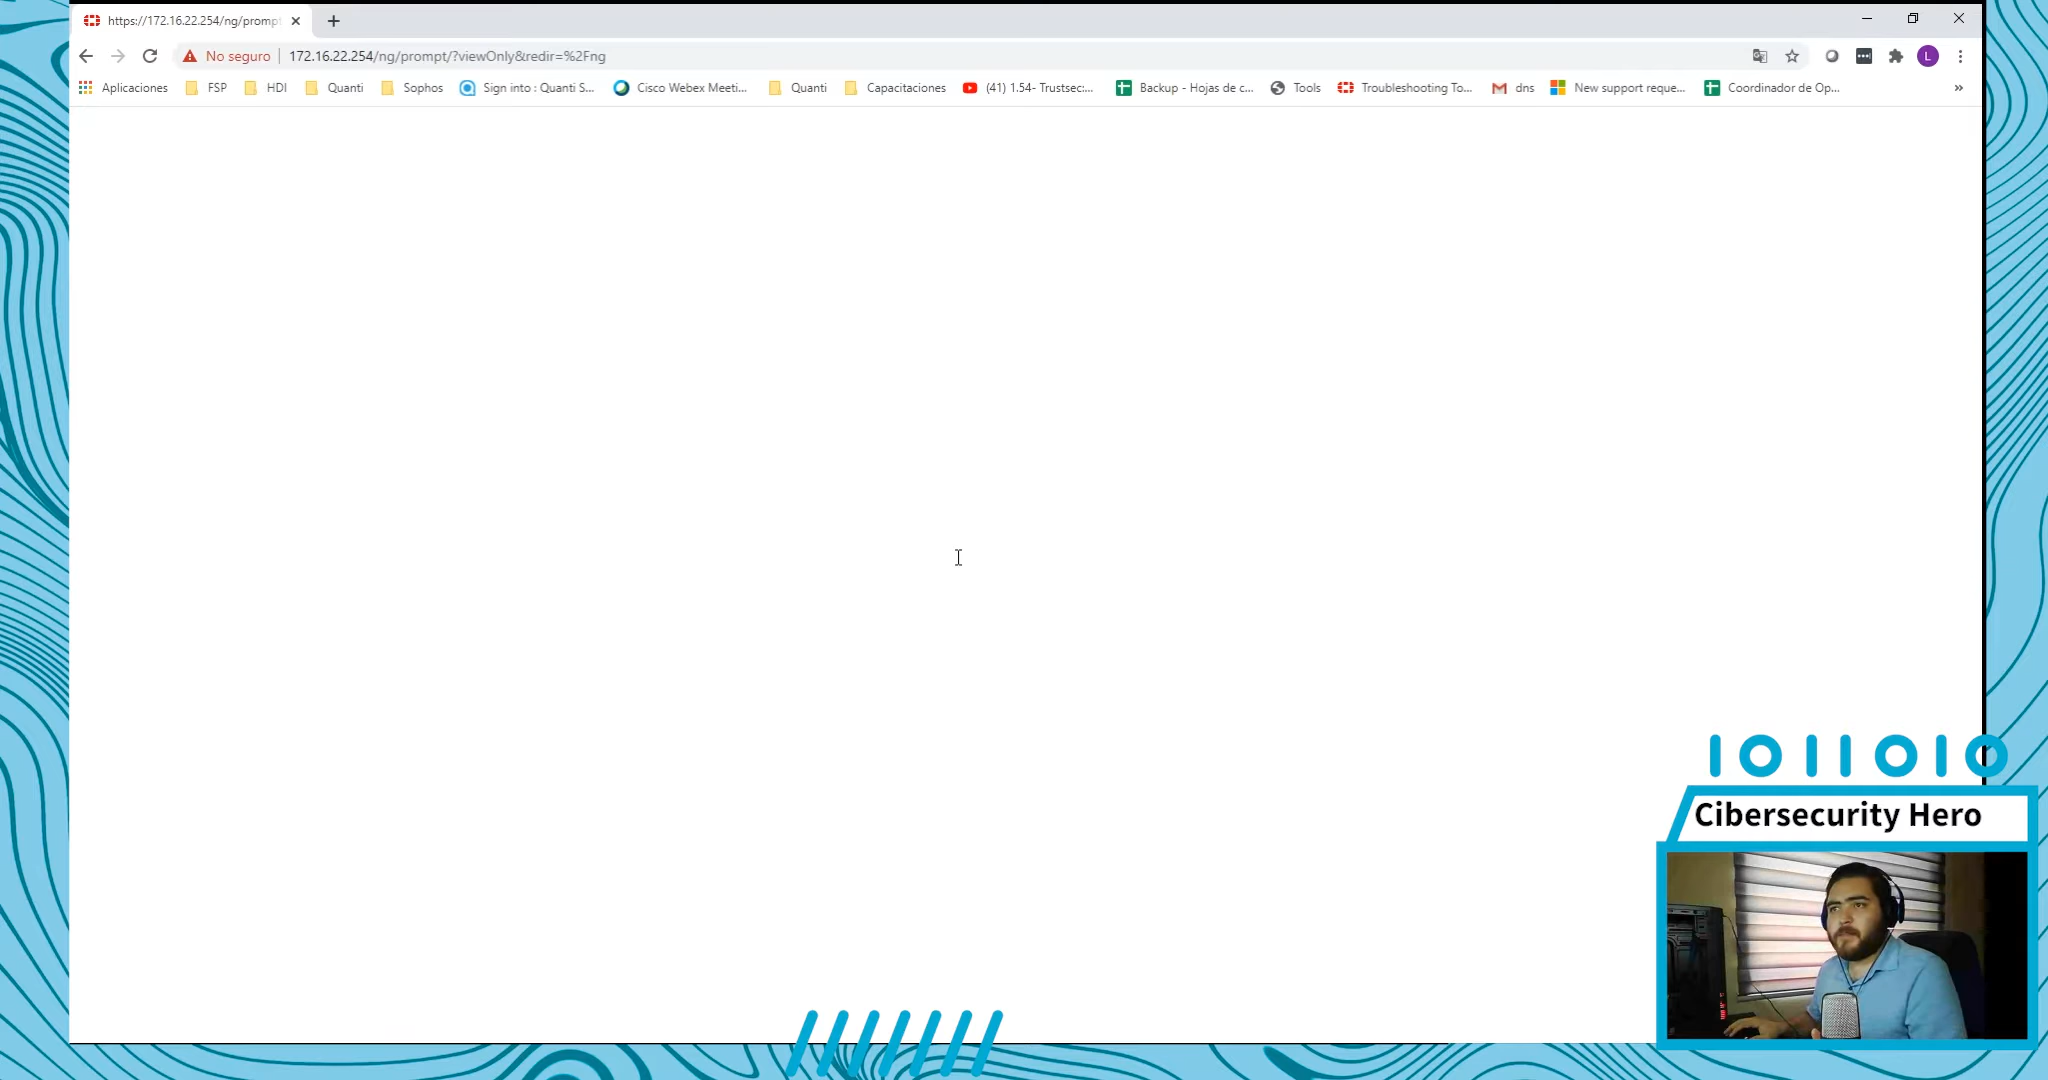 https://172.16.22.254/ng/promp
No seguro 172.16.22.254/ng/prompt/?viewOnly&redir=%2Fng
L
Aplicaciones FSP HDI Quanti Sophos Sign into : Quanti S... Cisco Webex Meeti... Quanti Capacitaciones (41) 1.54- Trustsec:... Backup - Hojas de c... Tools Troubleshooting To... dns New support reque... Coordinador de Op... »
1011010
Cibersecurity Hero